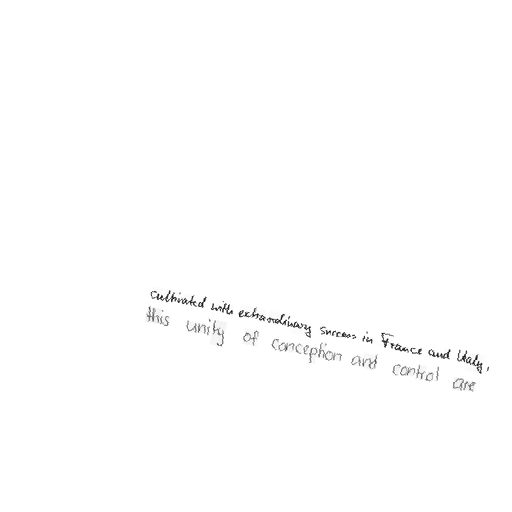 cultivated with extraordinary success in France and Italy,
this unity of conception and control are